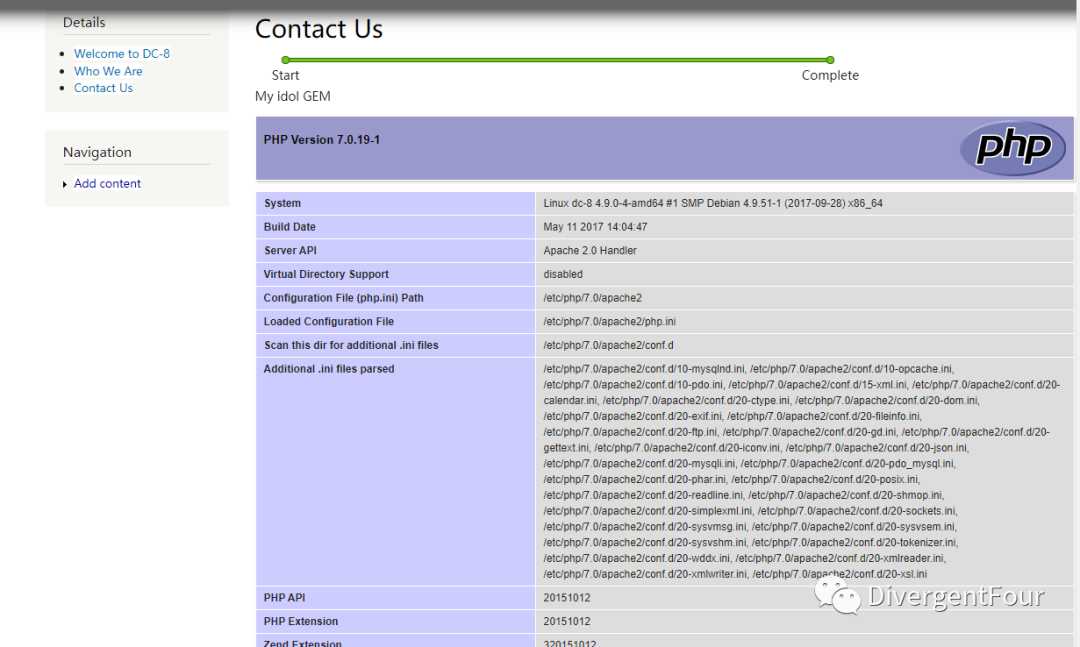 Details
Welcome to DC-8
Who We Are
Contact Us
Navigation
Add content
Contact Us
Start
Complete
My idol GEM
PHP Version 7.0.19-1
php
System Linux dc-8 4.9.0-4-amd64 #1 SMP Debian 4.9.51-1 (2017-09-28) x86_64
Build Date May 11 2017 14:04:47
Server API Apache 2.0 Handler
Virtual Directory Support disabled
Configuration File (php.ini) Path /etc/php/7.0/apache2
Loaded Configuration File /etc/php/7.0/apache2/php.ini
Scan this dir for additional .ini files /etc/php/7.0/apache2/conf.d
Additional .ini files parsed /etc/php/7.0/apache2/conf.d/10-mysqlnd.ini, /etc/php/7.0/apache2/conf.d/10-opcache.ini,
/etc/php/7.0/apache2/conf.d/10-pdo.ini, /etc/php/7.0/apache2/conf.d/15-xml.ini, /etc/php/7.0/apache2/conf.d/20-
calendar.ini, /etc/php/7.0/apache2/conf.d/20-ctype.ini, /etc/php/7.0/apache2/conf.d/20-dom.ini,
/etc/php/7.0/apache2/conf.d/20-exif.ini, /etc/php/7.0/apache2/conf.d/20-fileinfo.ini,
/etc/php/7.0/apache2/conf.d/20-ftp.ini, /etc/php/7.0/apache2/conf.d/20-gd.ini, /etc/php/7.0/apache2/conf.d/20-
gettext.ini, /etc/php/7.0/apache2/conf.d/20-iconv.ini, /etc/php/7.0/apache2/conf.d/20-json.ini,
/etc/php/7.0/apache2/conf.d/20-mysqli.ini, /etc/php/7.0/apache2/conf.d/20-pdo_mysql.ini,
/etc/php/7.0/apache2/conf.d/20-phar.ini, /etc/php/7.0/apache2/conf.d/20-posix.ini,
/etc/php/7.0/apache2/conf.d/20-readline.ini, /etc/php/7.0/apache2/conf.d/20-shmop.ini,
/etc/php/7.0/apache2/conf.d/20-simplexml.ini, /etc/php/7.0/apache2/conf.d/20-sockets.ini,
/etc/php/7.0/apache2/conf.d/20-sysvmsg.ini, /etc/php/7.0/apache2/conf.d/20-sysvsem.ini,
/etc/php/7.0/apache2/conf.d/20-sysvshm.ini, /etc/php/7.0/apache2/conf.d/20-tokenizer.ini,
/etc/php/7.0/apache2/conf.d/20-wddx.ini, /etc/php/7.0/apache2/conf.d/20-xmlreader.ini,
/etc/php/7.0/apache2/conf.d/20-xmlwriter.ini, /etc/php/7.0/apache2/conf.d/20-xsl.ini
PHP API 20151012
DivergentFour
PHP Extension 20151012
Zend Extension 320151012